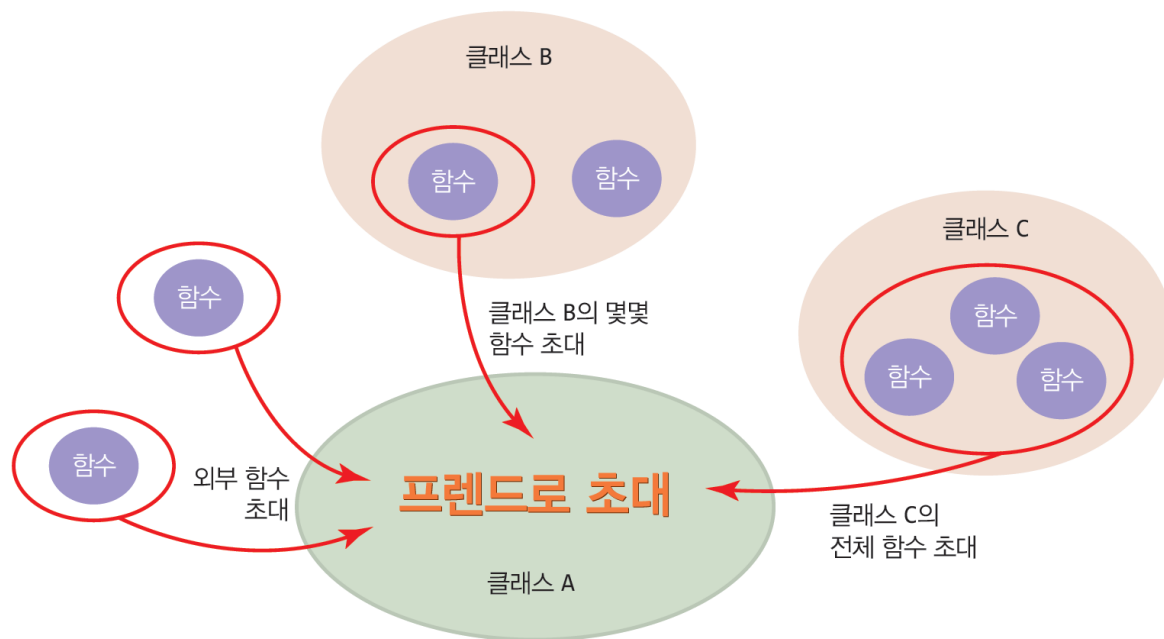 클래스 B
함수
함수
클래스 B의 몇몇
함수 초대
클래스 C
함수
함수
함수
클래스 C의
전체 함수 초대
함수
함수
외부 함수
초대
프렌드로 초대
클래스 A